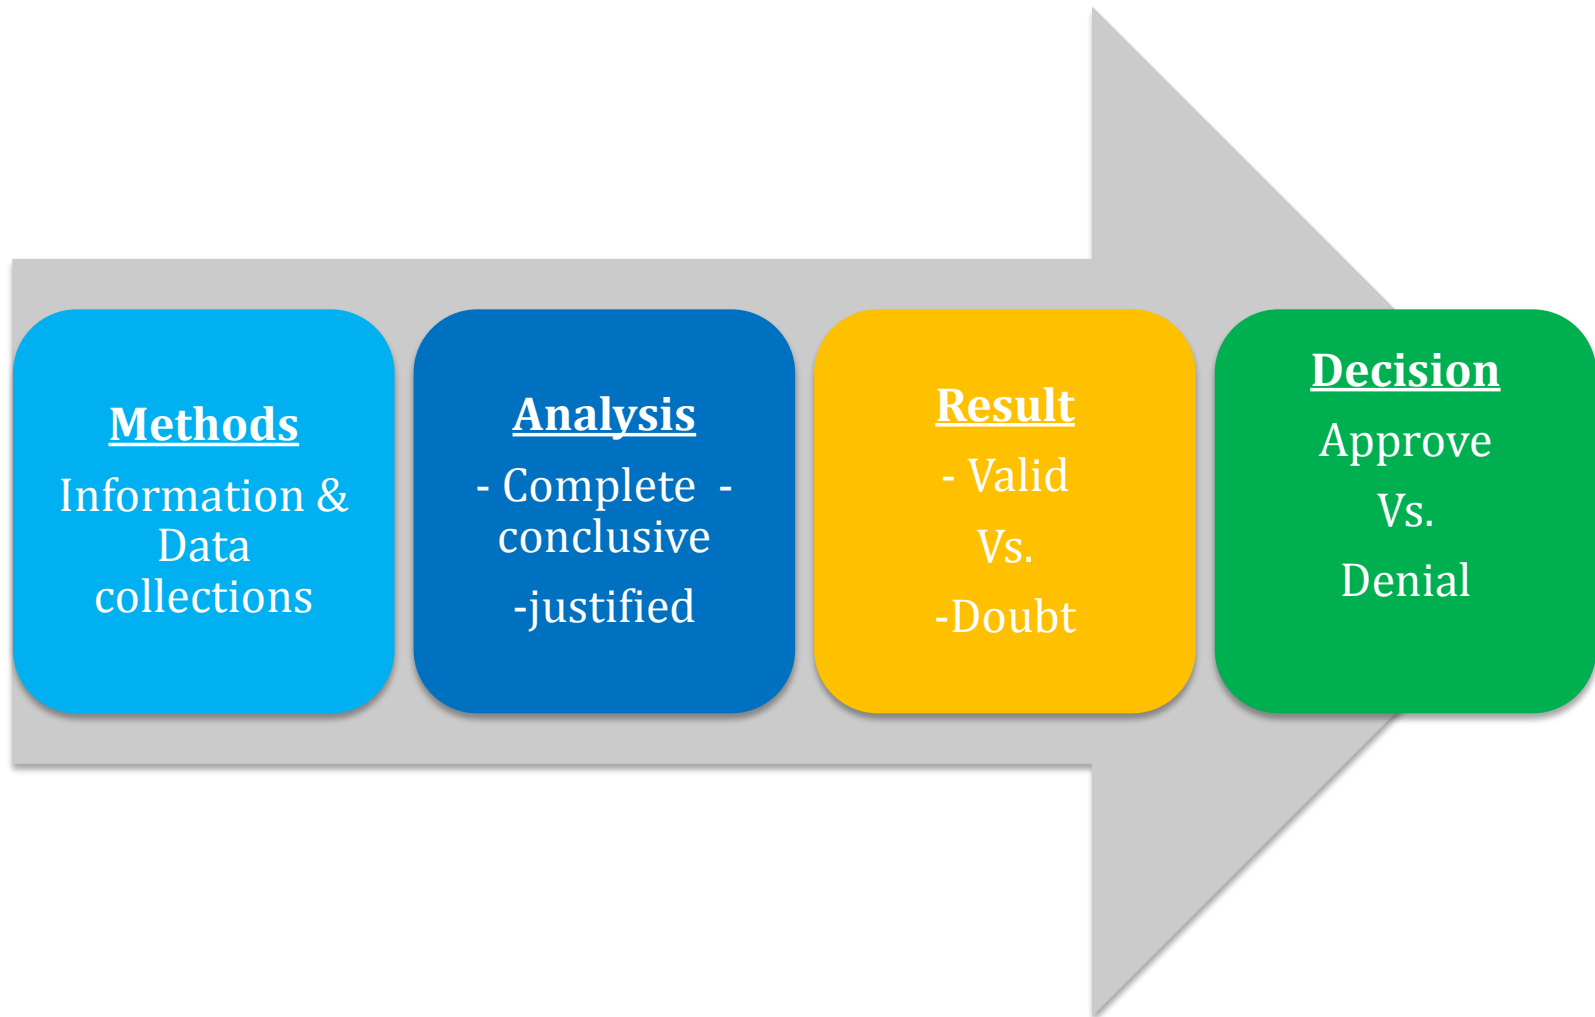 Methods
Information &
Data
collections
Analysis
- Complete  -
conclusive
-justified
Result
- Valid
Vs.
-Doubt
Decision
Approve
Vs.
Denial